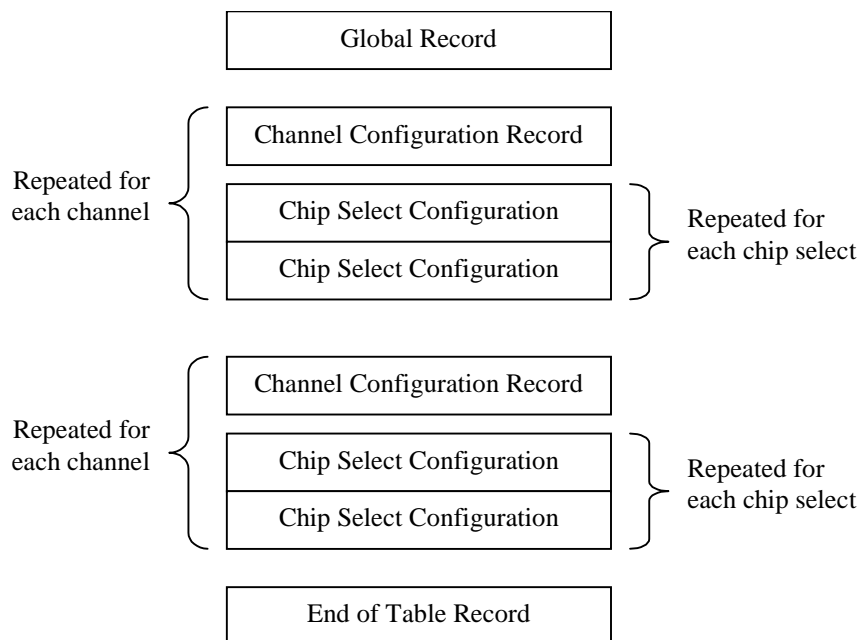 Global Record
Channel Configuration Record
Repeated for
each channel
Chip Select Configuration
Chip Select Configuration
Repeated for
each chip select
Channel Configuration Record
Repeated for
each channel
Chip Select Configuration
Chip Select Configuration
Repeated for
each chip select
End of Table Record